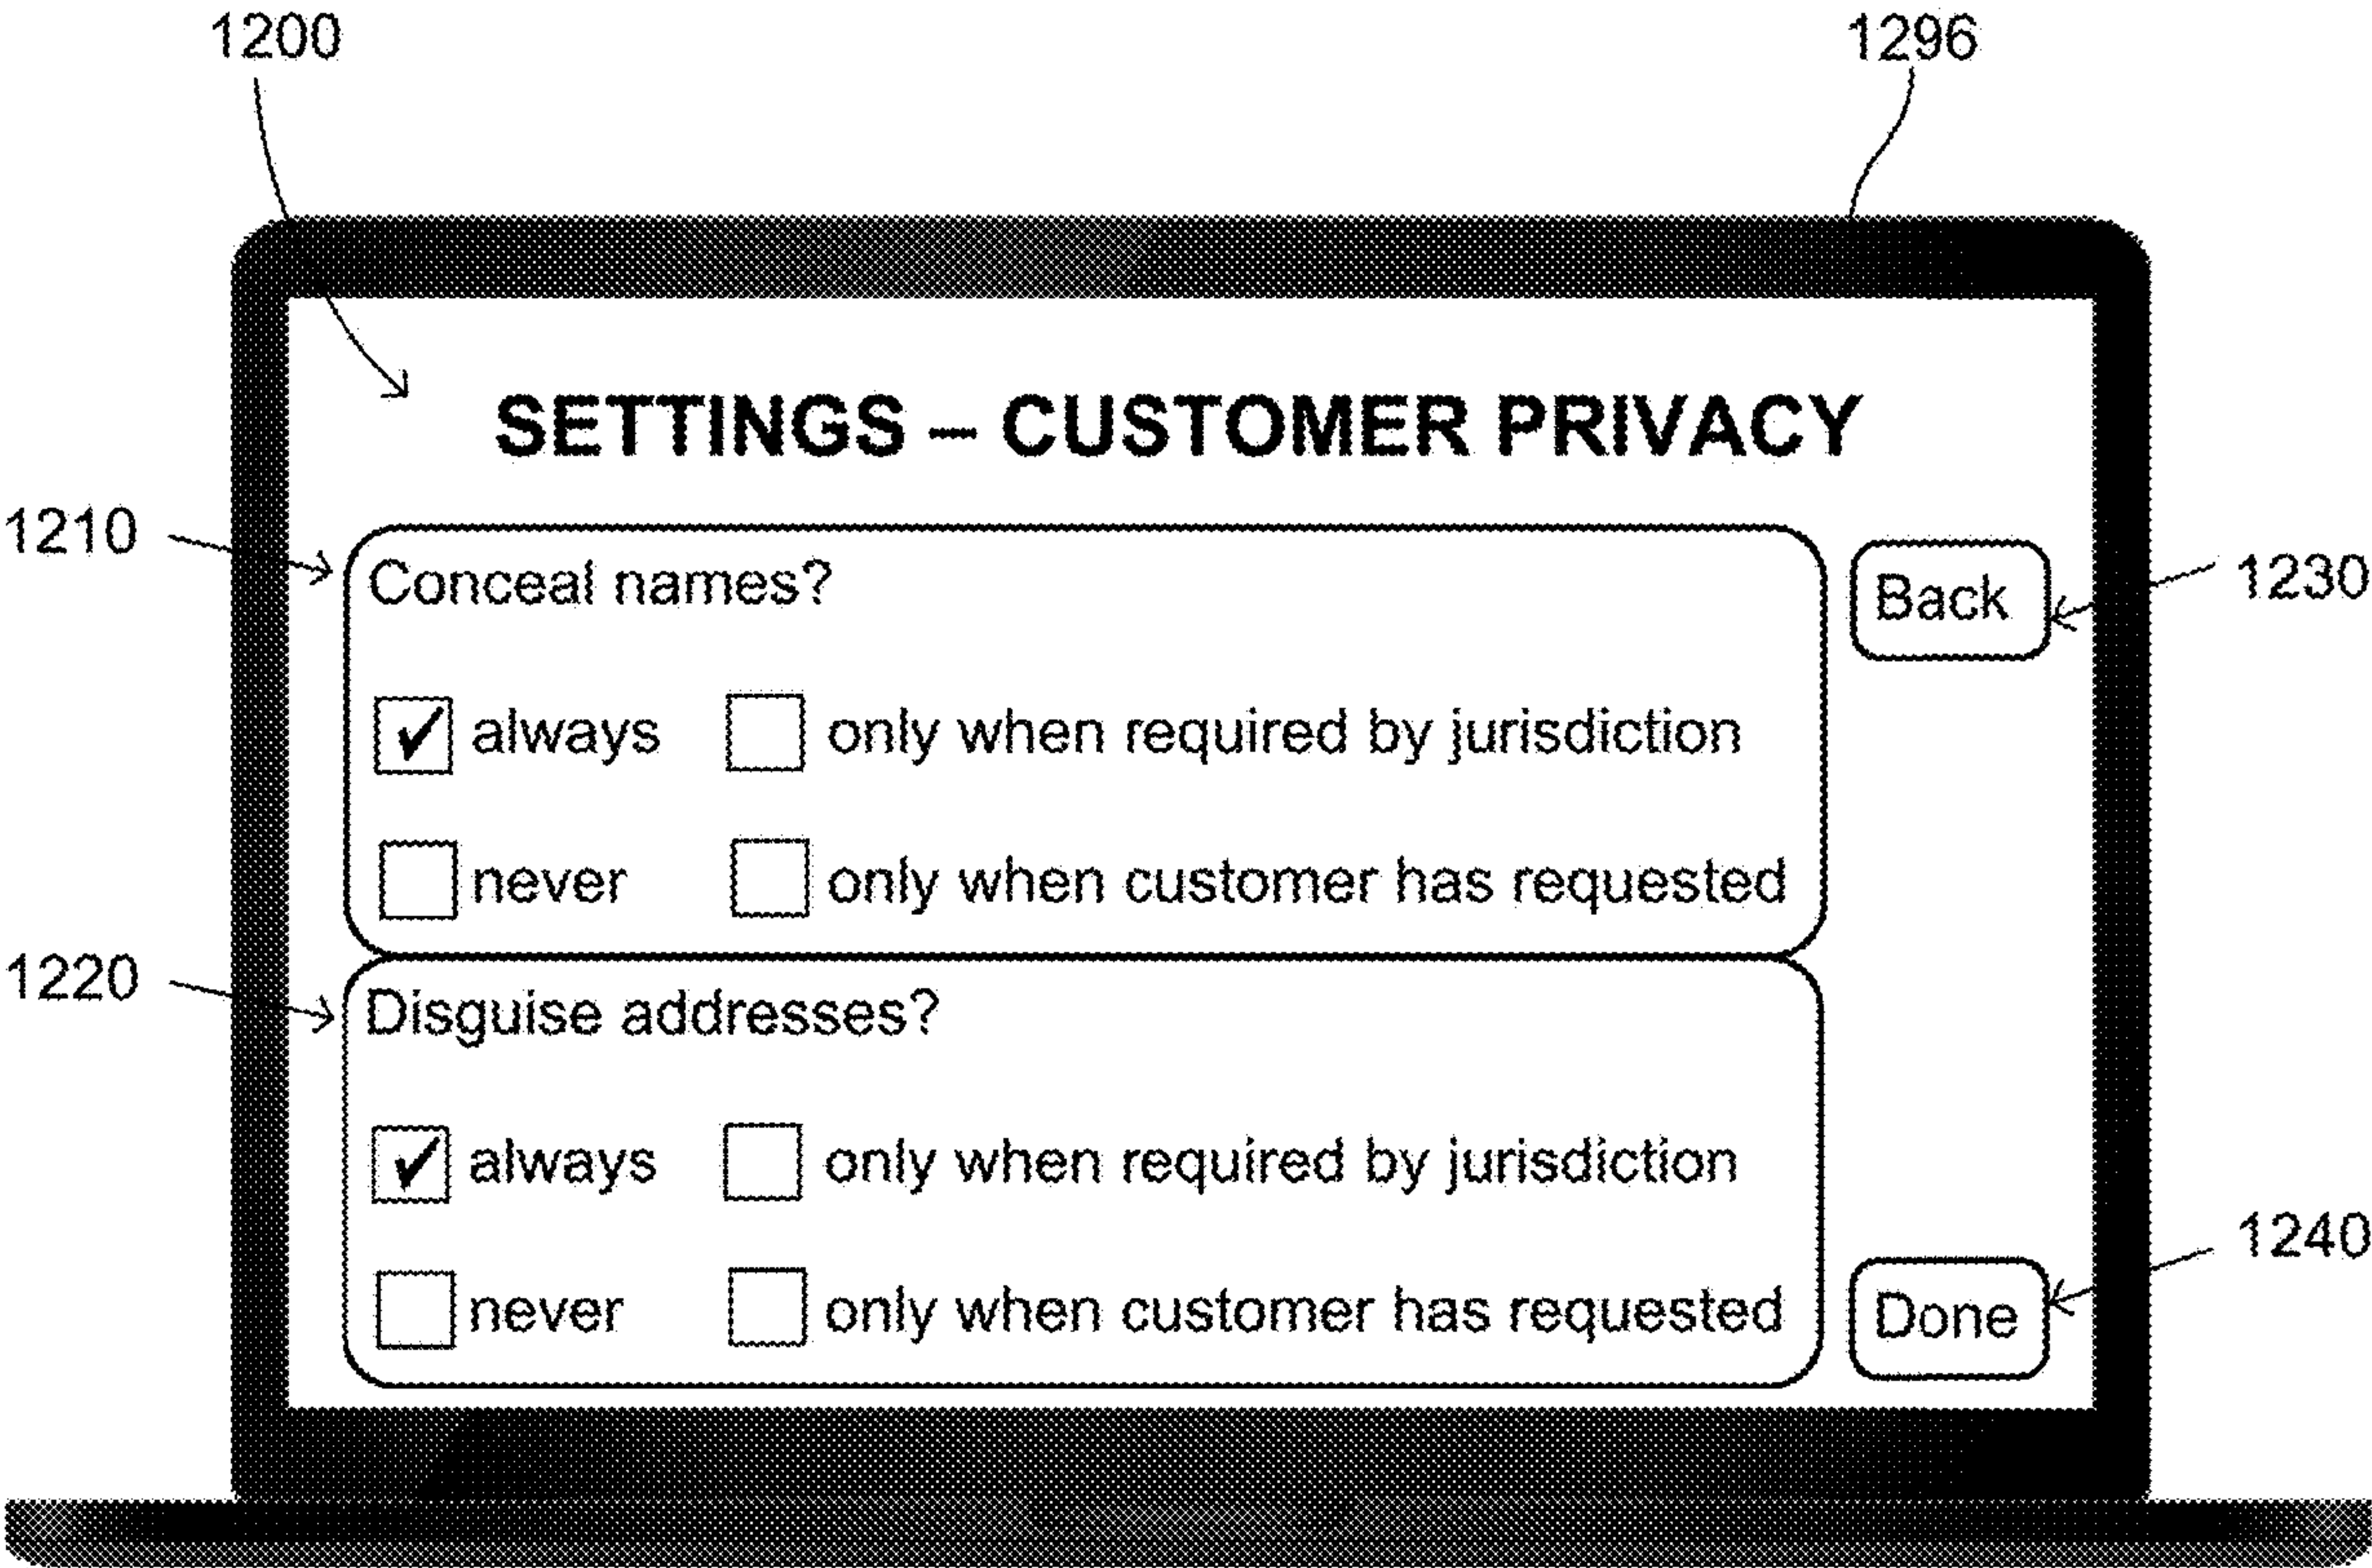 1200
1296
SETTINGS – CUSTOMER PRIVACY
1210
Conceal names?
Back
1230
always
only when required by jurisdiction
never
only when customer has requested
1220
Disguise addresses?
always
only when required by jurisdiction
1240
never
only when customer has requested
Done